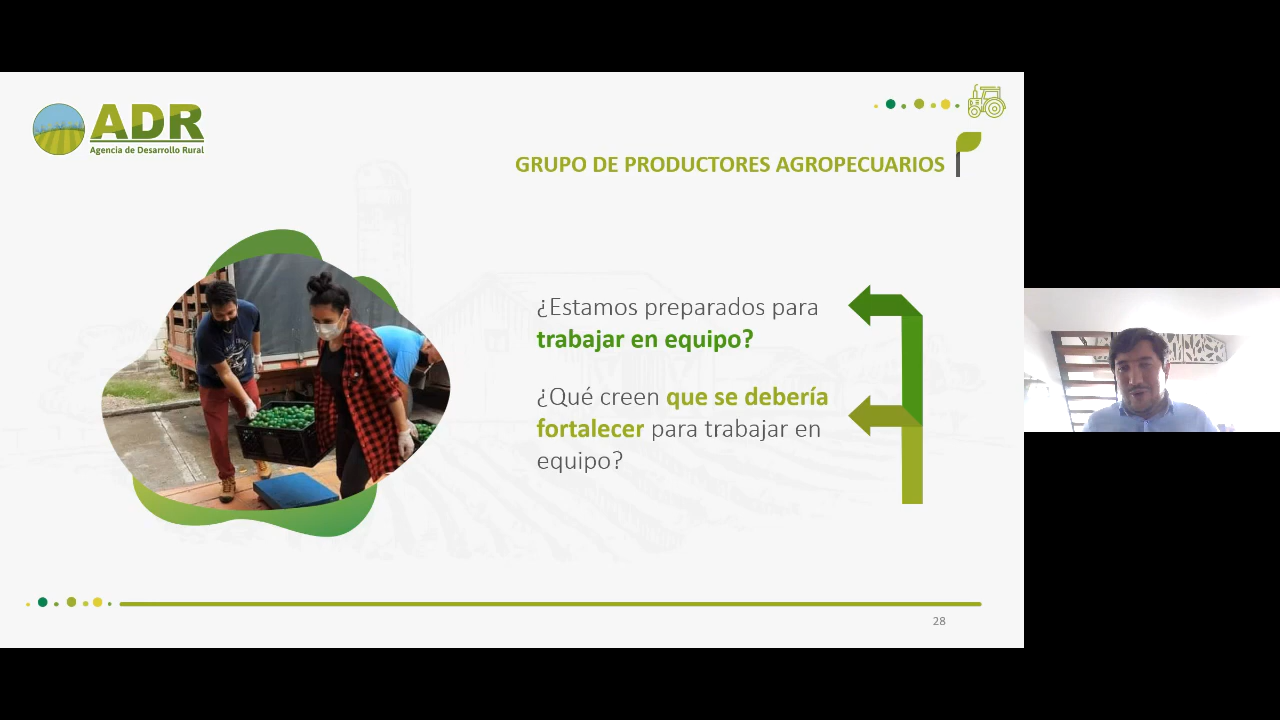 ADR
Agencia de Desarrollo Rural
GRUPO DE PRODUCTORES AGROPECUARIOS
¿Estamos preparados para
trabajar en equipo?
¿Qué creen que se debería
fortalecer para trabajar en
equipo?
28